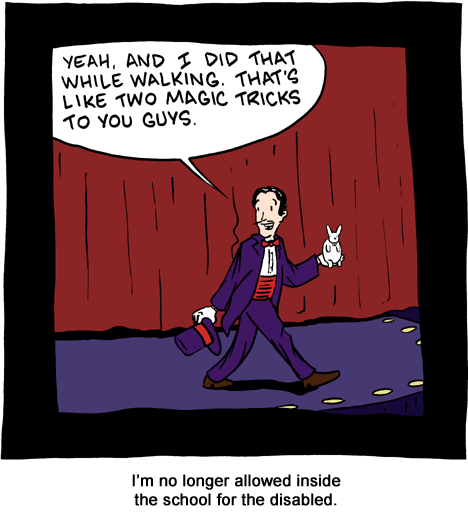 YEAH, AND I DID THAT
WHILE WALKING. THAT'S
LIKE TWO MAGIC TRICKS
TO YOU GUYS.
I'm no longer allowed inside
the school for the disabled.